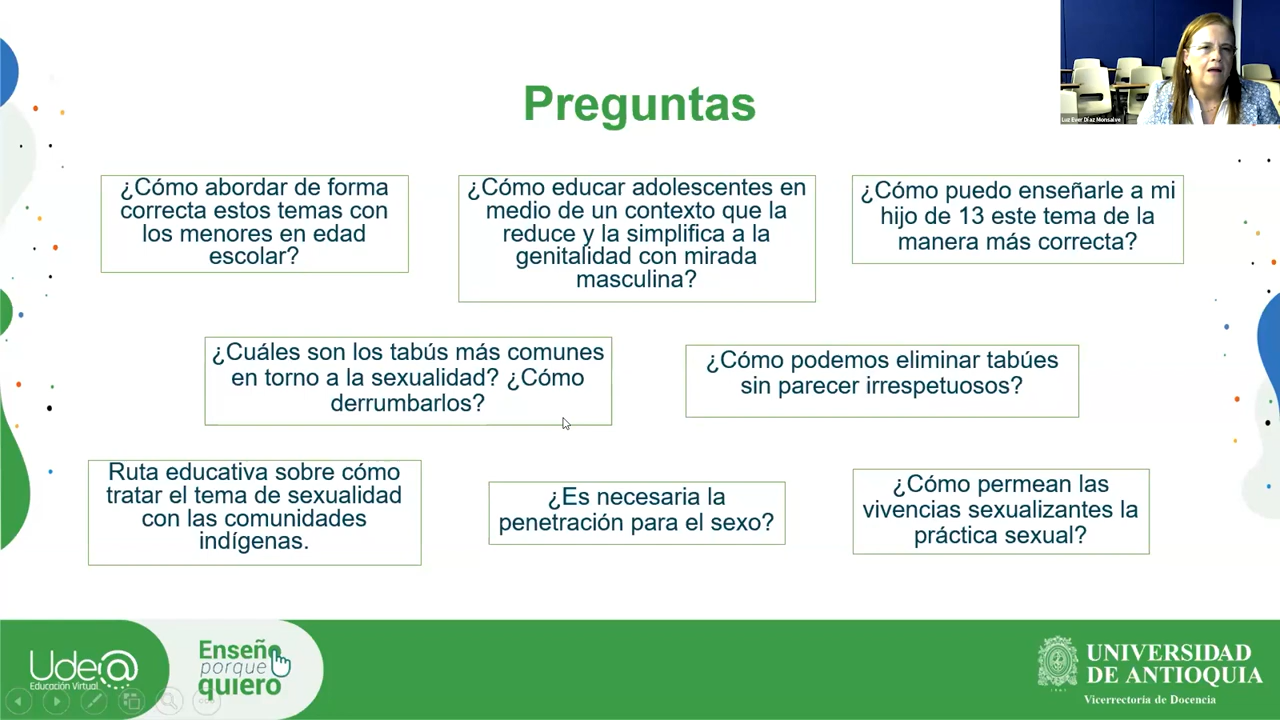 Luz Ever Díaz Monsalve
Preguntas
¿Cómo abordar de forma
correcta estos temas con
los menores en edad
escolar?
¿Cómo educar adolescentes en
medio de un contexto que la
reduce y la simplifica a la
genitalidad con mirada
masculina?
¿Cómo puedo enseñarle a mi
hijo de 13 este tema de la
manera más correcta?
¿Cuáles son los tabús más comunes
en torno a la sexualidad? ¿Cómo
derrumbarlos?
¿Cómo podemos eliminar tabúes
sin parecer irrespetuosos?
Ruta educativa sobre cómo
tratar el tema de sexualidad
con las comunidades
indígenas.
¿Es necesaria la
penetración para el sexo?
¿Cómo permean las
vivencias sexualizantes la
práctica sexual?
Ude@
Educación Virtual
Enseño
porque
quiero
UNIVERSIDAD
DE ANTIOQUIA
Vicerrectoría de Docencia